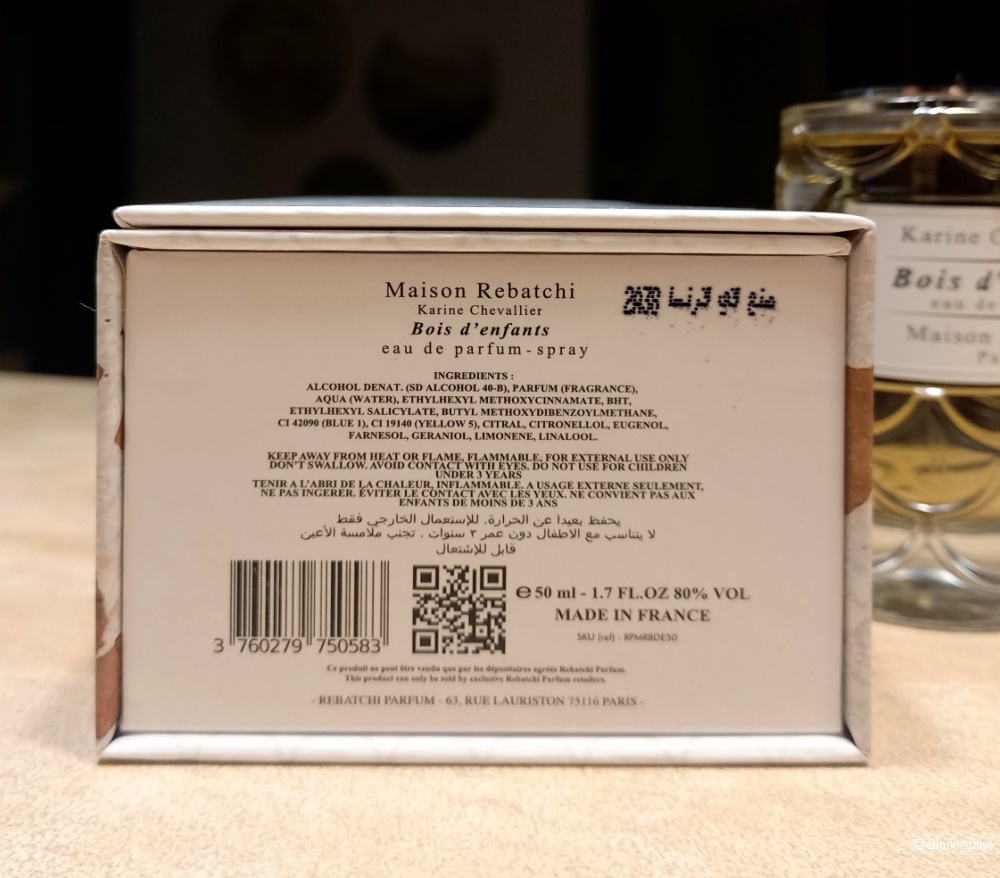 Maison Rebatchi
Karine Chevallier
Bois d'enfants
eau de parfum-spray
صنع في فرنسا
INGREDIENTS :
ALCOHOL DENAT. (SD ALCOHOL 40-B), PARFUM (FRAGRANCE),
AQUA (WATER), ETHYLHEXYL METHOXYCINNAMATE, BHT,
ETHYLHEXYL SALICYLATE, BUTYL METHOXYDIBENZOYLMETHANE,
CI 42090 (BLUE 1), CI 19140 (YELLOW 5), CITRAL, CITRONELLOL, EUGENOL,
FARNESOL, GERANIOL, LIMONENE, LINALOOL.
KEEP AWAY FROM HEAT OR FLAME, FLAMMABLE, FOR EXTERNAL USE ONLY
DON'T SWALLOW. AVOID CONTACT WITH EYES. DO NOT USE FOR CHILDREN
UNDER 3 YEARS
TENIR A L'ABRI DE LA CHALEUR, INFLAMMABLE. A USAGE EXTERNE SEULEMENT,
NE PAS INGERER. ÉVITER LE CONTACT AVEC LES YEUX. NE CONVIENT PAS AUX
ENFANTS DE MOINS DE 3 ANS
يحفظ بعيدا عن الحرارة. للإستعمال الخارجي فقط
لا يتناسب مع الاطفال دون عمر ٣ سنوات . تجنب ملامسة الأعين
قابل للإشتعال
3 760279 750583
℮ 50 ml - 1.7 FL.OZ 80% VOL
MADE IN FRANCE
SKU (ref) : RPMRBDE50
Ce produit ne peut être vendu que par les dépositaires agréés Rebatchi Parfum.
This product can only be sold by exclusive Rebatchi Parfum retailers.
- REBATCHI PARFUM - 63, RUE LAURISTON 75116 PARIS -
Karine C
Bois d'
eau de
Maison
Pa
© Шопоголик